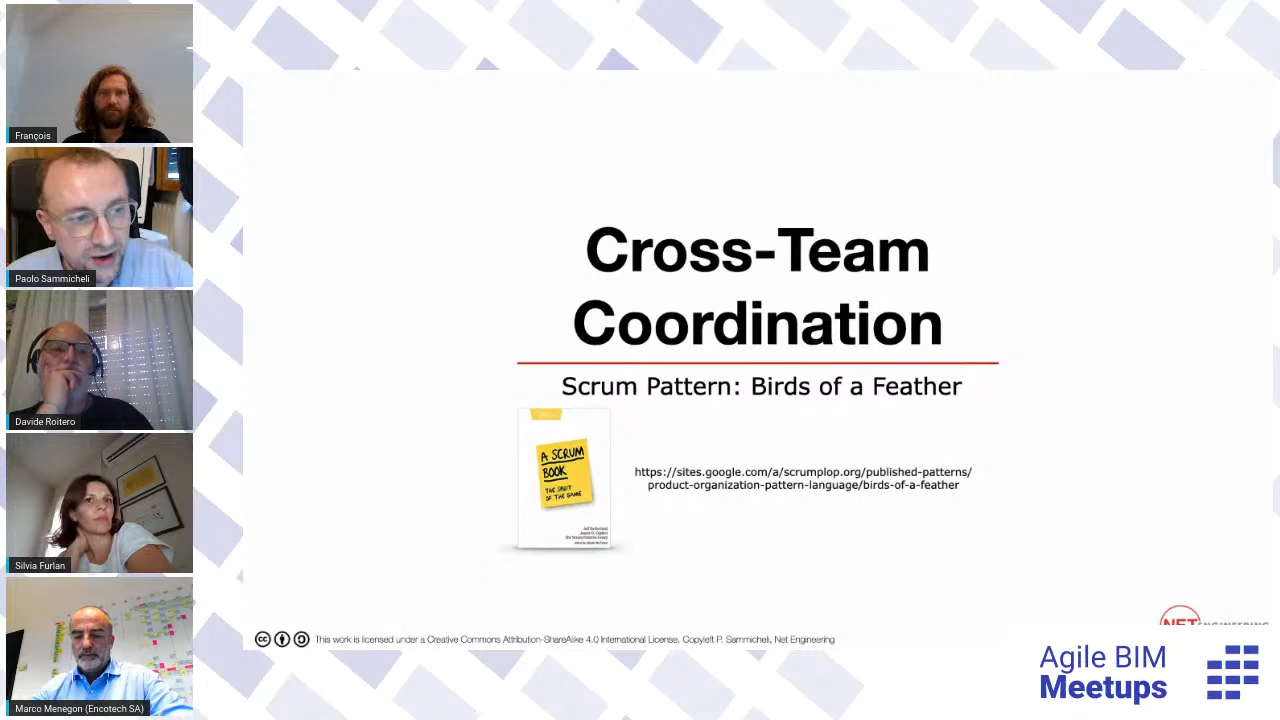 François
Paolo Sammicheli
Davide Roitero
Silvia Furlan
Marco Menegon (Encotech SA)
Cross-Team
Coordination
Scrum Pattern: Birds of a Feather
A SCRUM
BOOK
THE SPIRIT
OF THE GAME
https://sites.google.com/a/scrumplop.org/published-patterns/
product-organization-pattern-language/birds-of-a-feather
This work is licensed under a Creative Commons Attribution-ShareAlike 4.0 International License. Copyleft P. Sammicheli, Net Engineering
NET ENGINEERING
Agile BIM
Meetups